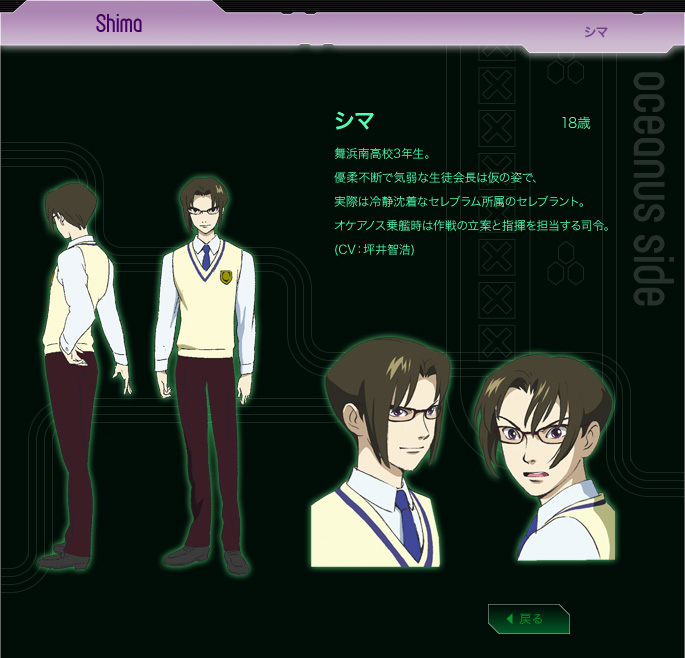 Shima
シマ
シマ
18歳
舞浜南高校3年生。
優柔不断で気弱な生徒会長は仮の姿で、
実際は冷静沈着なセレブラム所属のセレブラント。
オケアノス乗艦時は作戦の立案と指揮を担当する司令。
(CV：坪井智浩)
oceanus side
戻る